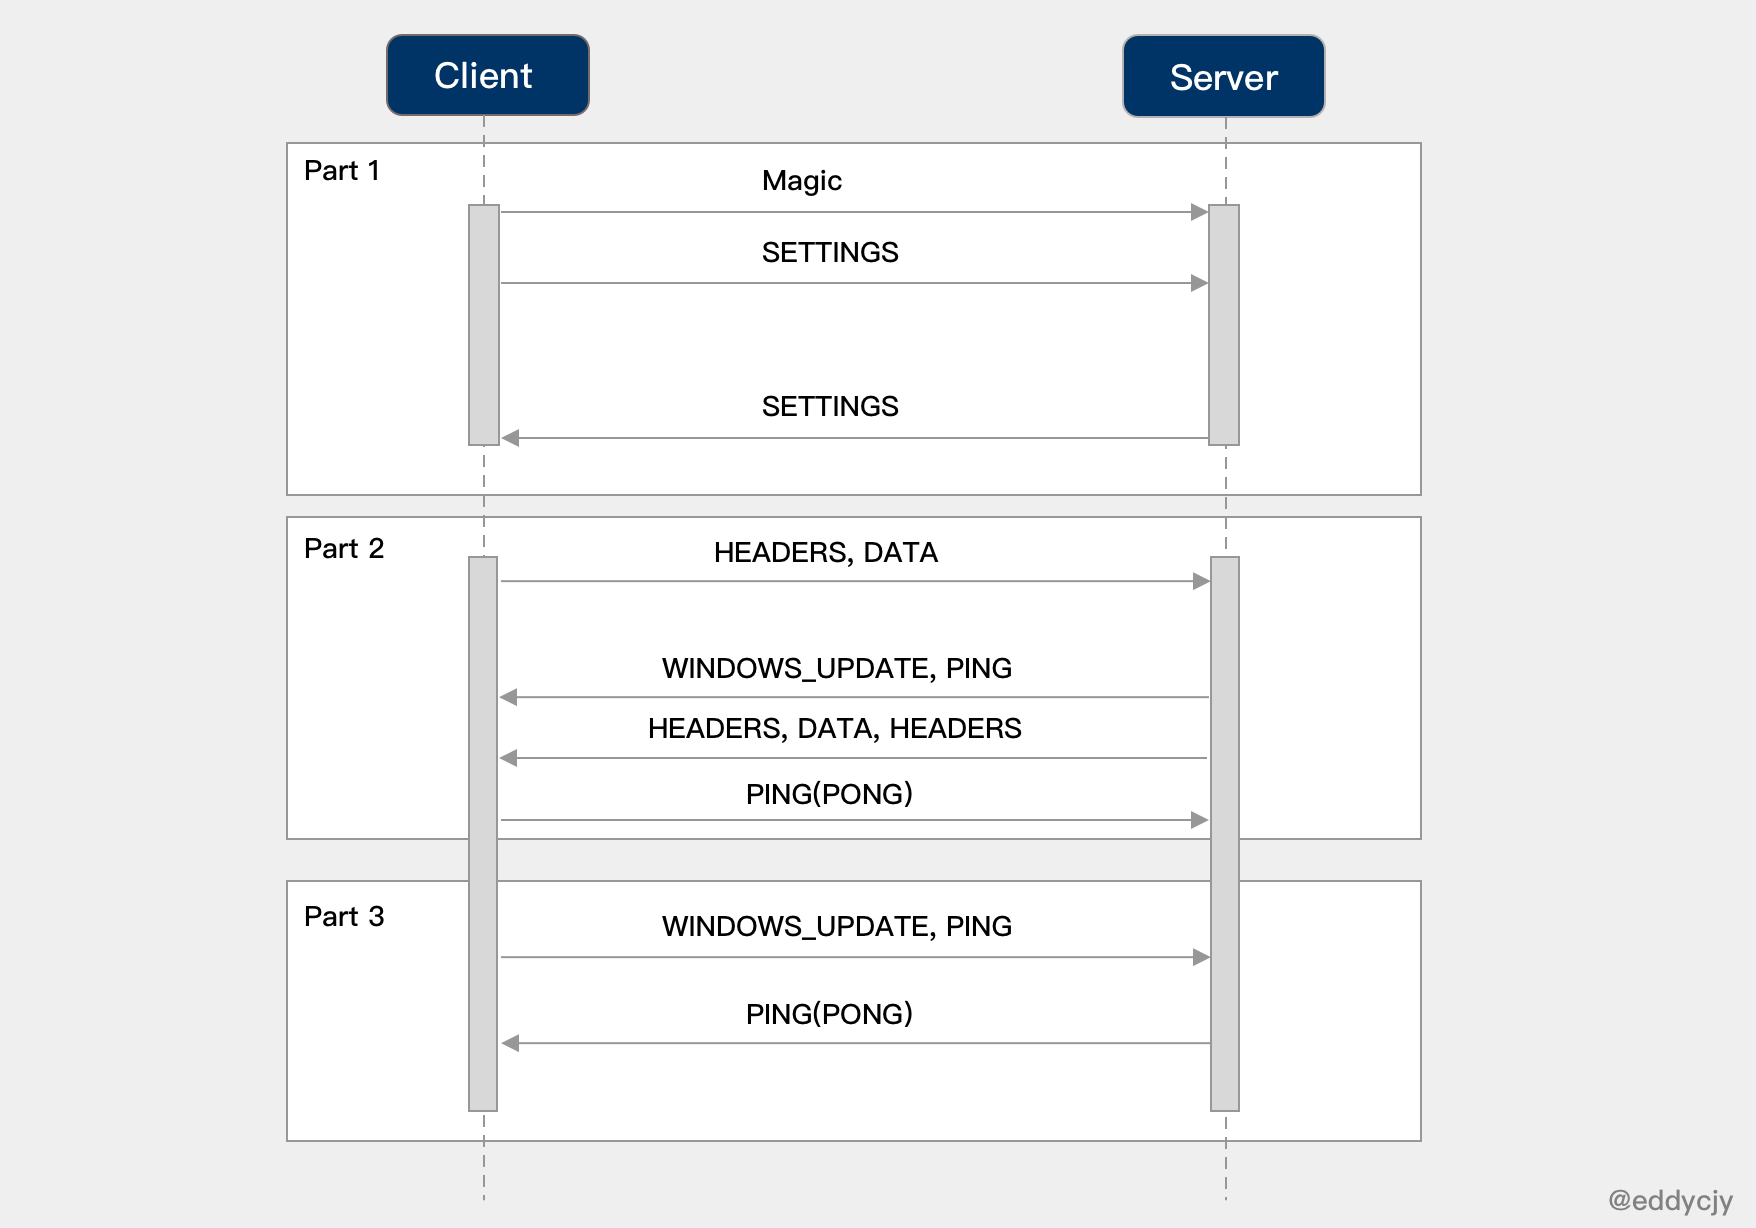 Client
Server
Part 1
Magic
SETTINGS
SETTINGS
Part 2
HEADERS, DATA
WINDOWS_UPDATE, PING
HEADERS, DATA, HEADERS
PING(PONG)
Part 3
WINDOWS_UPDATE, PING
PING(PONG)
@eddycjy